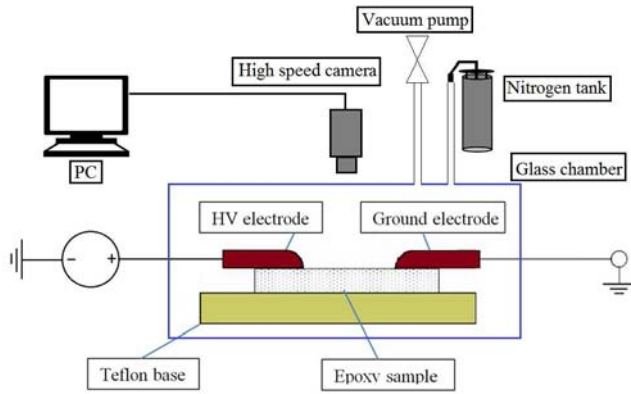 Vacuum pump
High speed camera
Nitrogen tank
PC
Glass chamber
HV electrode
Ground electrode
− +
Teflon base
Epoxy sample